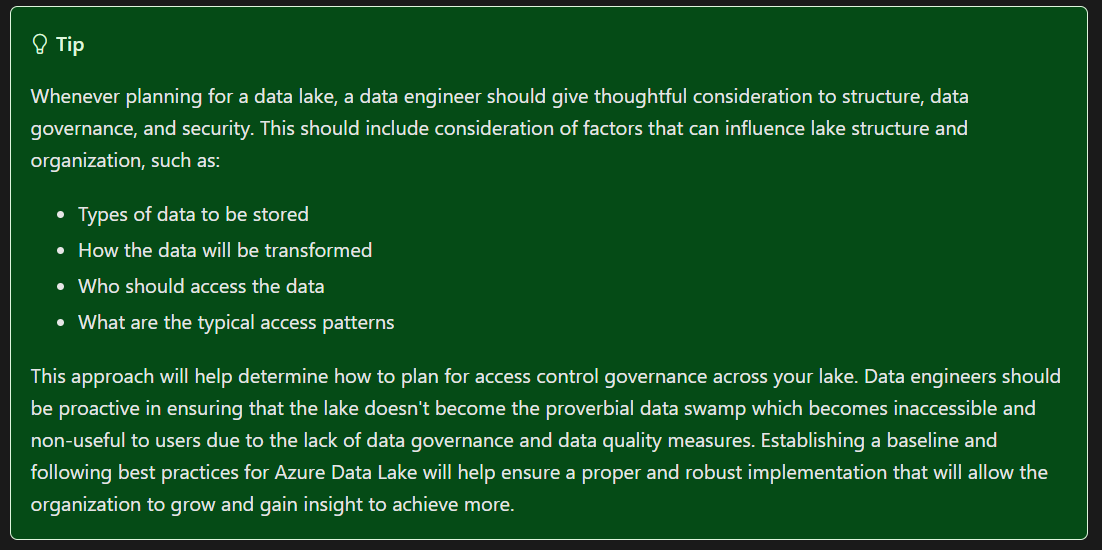 Tip
Whenever planning for a data lake, a data engineer should give thoughtful consideration to structure, data
governance, and security. This should include consideration of factors that can influence lake structure and
organization, such as:
• Types of data to be stored
• How the data will be transformed
• Who should access the data
• What are the typical access patterns
This approach will help determine how to plan for access control governance across your lake. Data engineers should
be proactive in ensuring that the lake doesn't become the proverbial data swamp which becomes inaccessible and
non-useful to users due to the lack of data governance and data quality measures. Establishing a baseline and
following best practices for Azure Data Lake will help ensure a proper and robust implementation that will allow the
organization to grow and gain insight to achieve more.